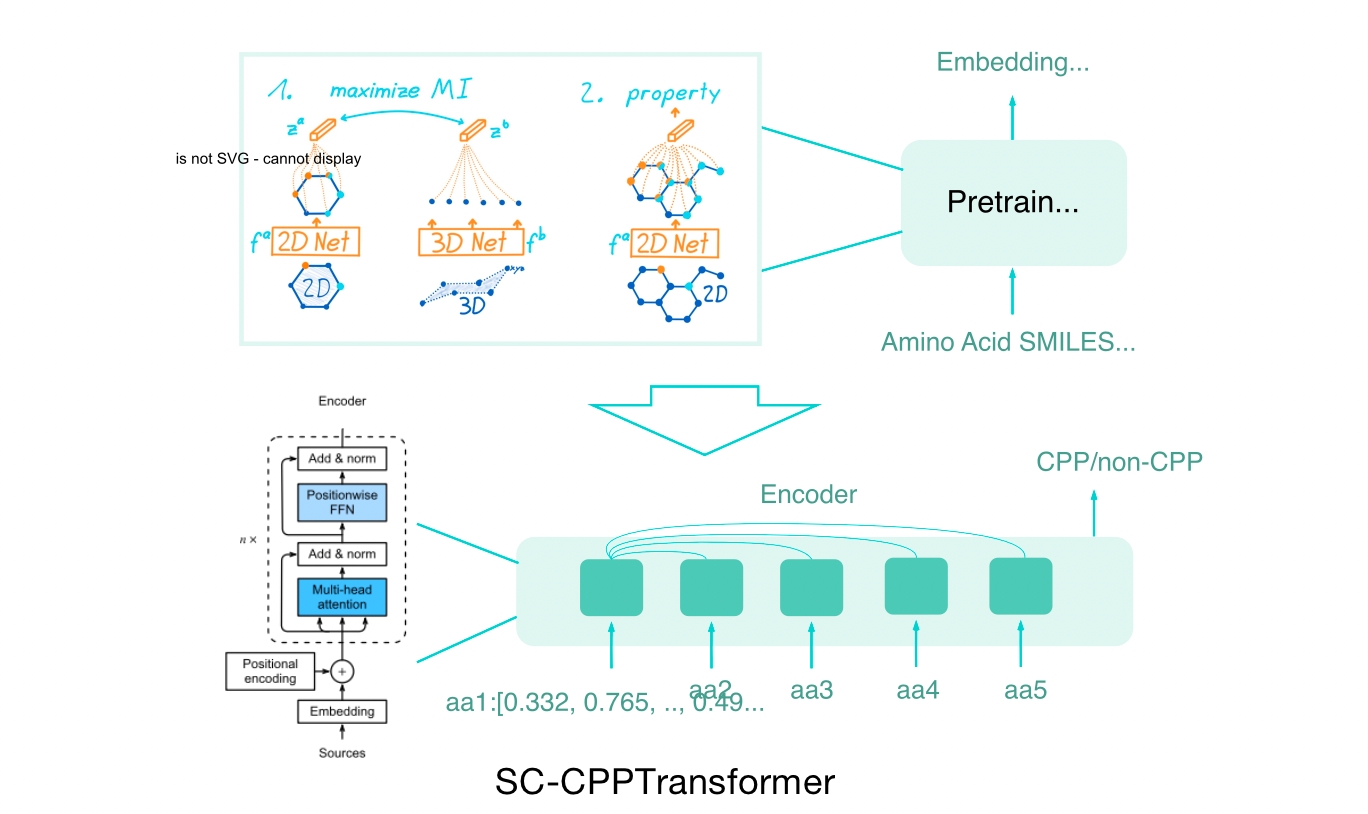 1. maximize MI
2. property
z^a
z^b
is not SVG - cannot display
f^a 2D Net
3D Net f^b
f^a 2D Net
2D
xyz
3D
2D
Embedding...
Pretrain...
Amino Acid SMILES...
Encoder
Add & norm
Positionwise
FFN
n ×
Add & norm
Multi-head
attention
Positional
encoding
+
Embedding
Sources
CPP/non-CPP
Encoder
aa1:[0.332, 0.765, .., 0.49...
aa2
aa3
aa4
aa5
SC-CPPTransformer